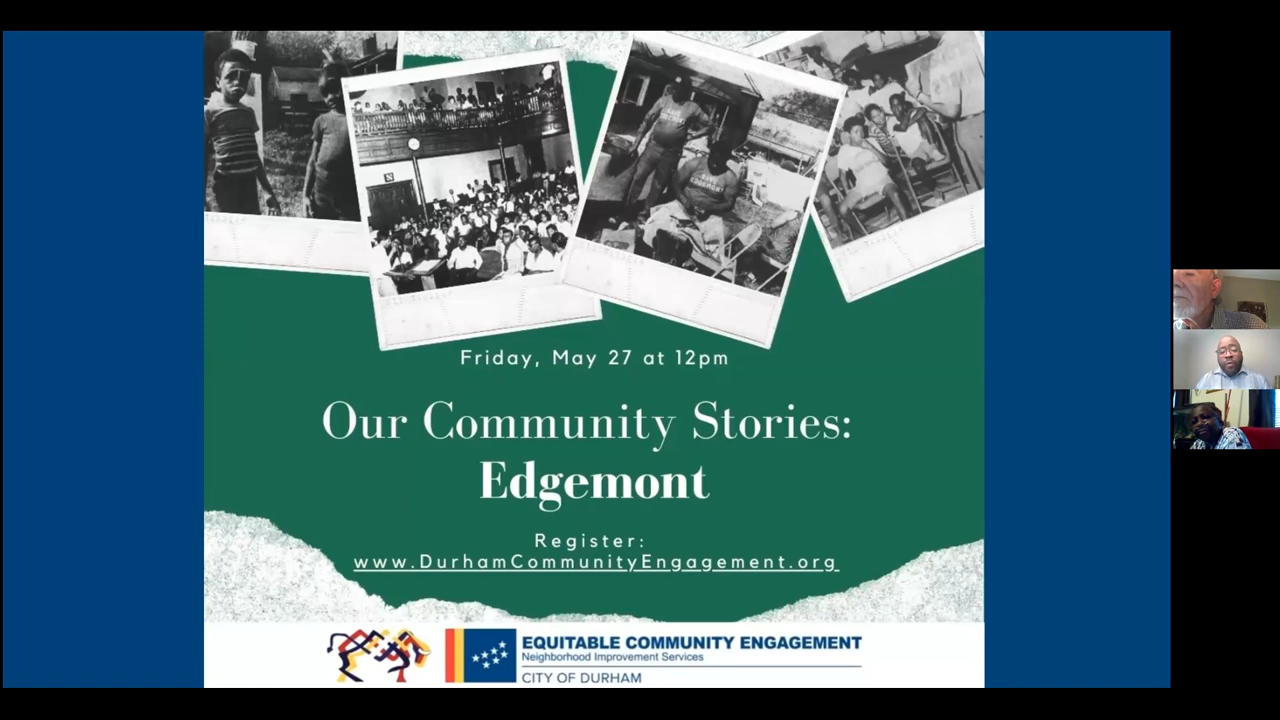 Friday, May 27 at 12pm
Our Community Stories:
Edgemont
Register:
www.DurhamCommunityEngagement.org
EQUITABLE COMMUNITY ENGAGEMENT
Neighborhood Improvement Services
CITY OF DURHAM